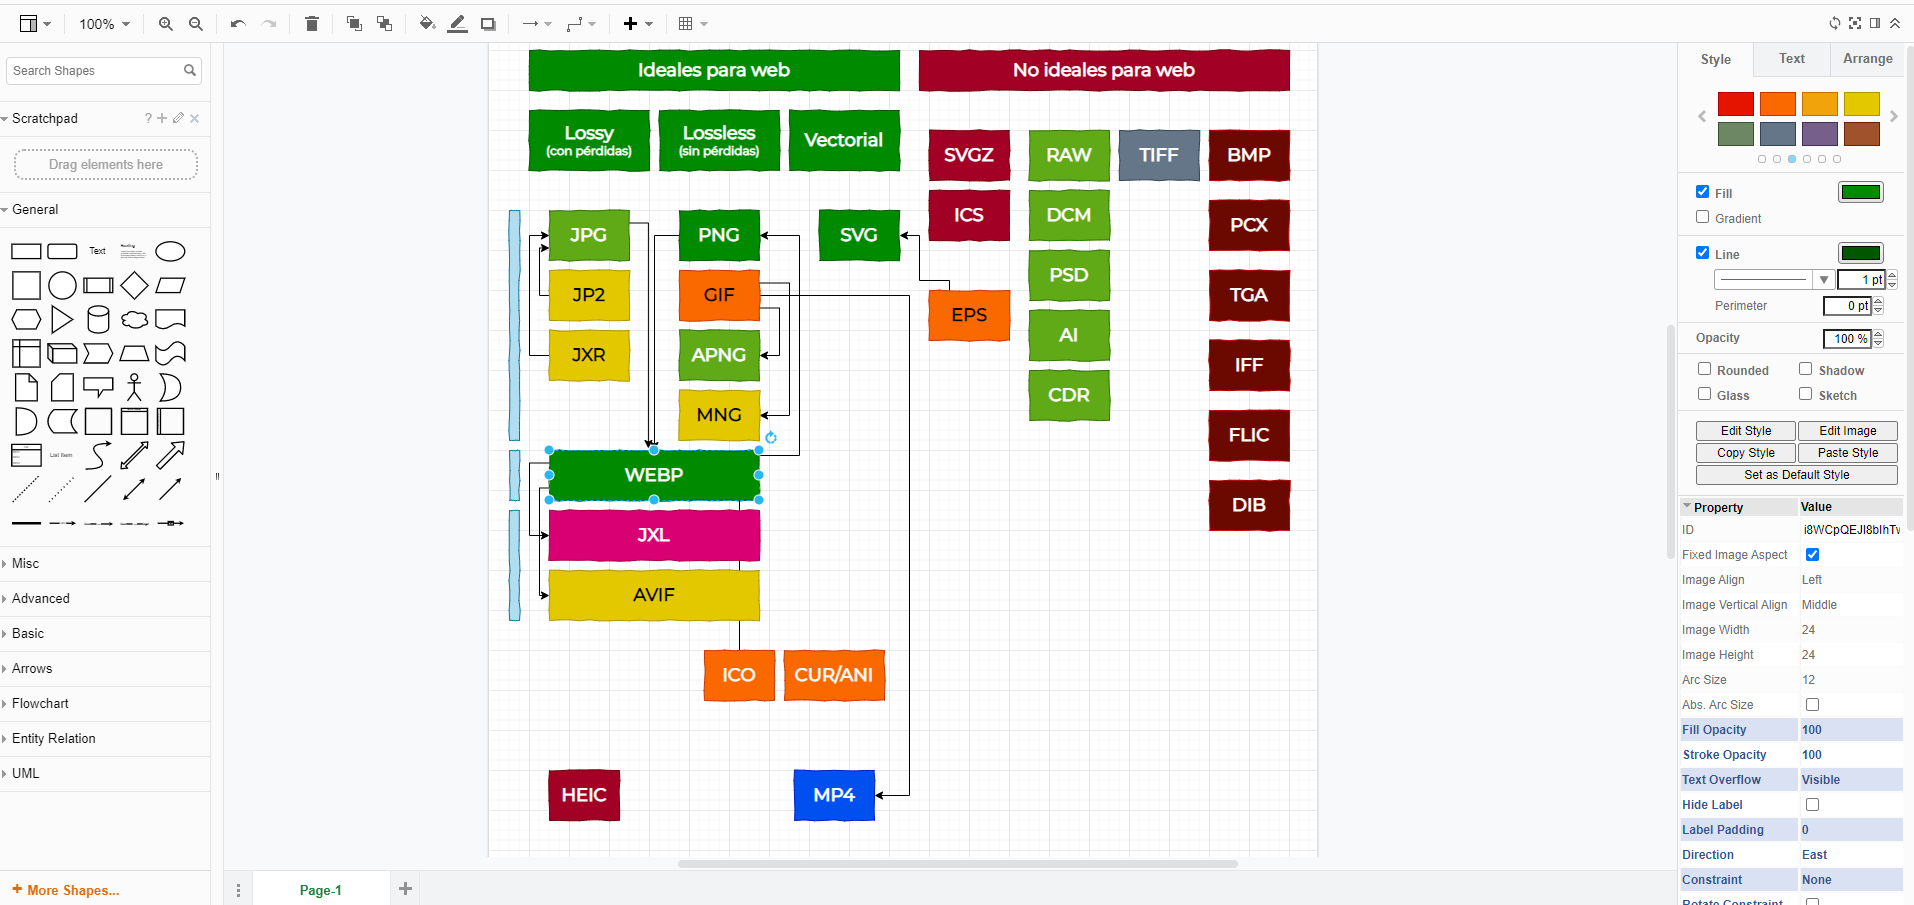 100%
Search Shapes
Scratchpad
?
Drag elements here
General
Text
Heading
List Item
Misc
Advanced
Basic
Arrows
Flowchart
Entity Relation
UML
+ More Shapes...
Ideales para web
No ideales para web
Lossy
(con pérdidas)
Lossless
(sin pérdidas)
Vectorial
SVGZ
RAW
TIFF
BMP
ICS
DCM
PCX
JPG
PNG
SVG
JP2
GIF
EPS
PSD
TGA
JXR
APNG
AI
IFF
MNG
CDR
FLIC
WEBP
DIB
JXL
AVIF
ICO
CUR/ANI
HEIC
MP4
Page-1
Style
Text
Arrange
Fill
Gradient
Line
1 pt
Perimeter
0 pt
Opacity
100 %
Rounded
Shadow
Glass
Sketch
Edit Style
Edit Image
Copy Style
Paste Style
Set as Default Style
Property Value
ID
Fixed Image Aspect
Image Align Left
Image Vertical Align Middle
Image Width 24
Image Height 24
Arc Size 12
Abs. Arc Size
Fill Opacity 100
Stroke Opacity 100
Text Overflow Visible
Hide Label
Label Padding 0
Direction East
Constraint None
Rotate Constraint